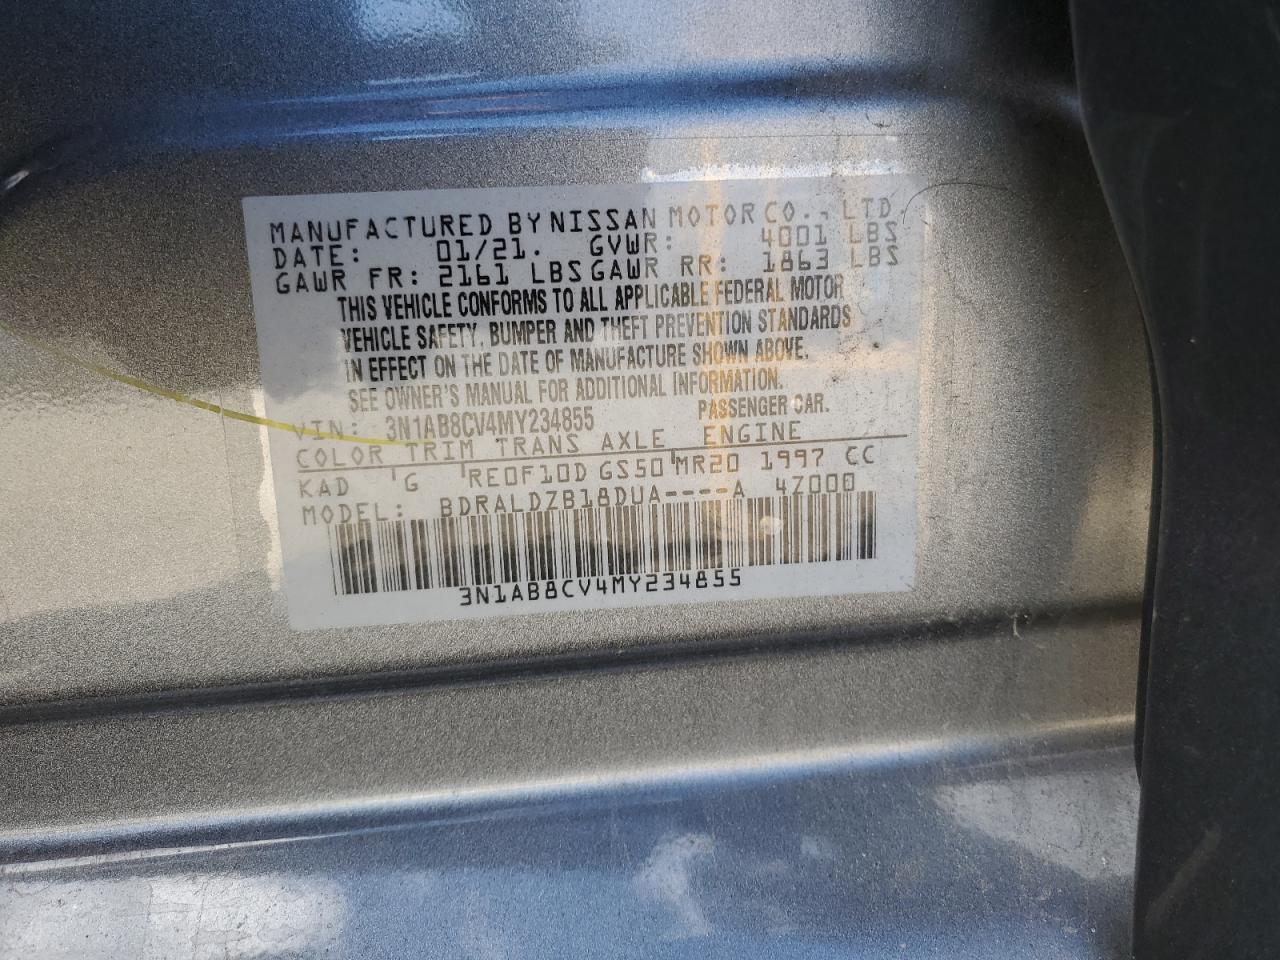 MANUFACTURED BY NISSAN MOTOR CO., LTD
DATE: 01/21. GVWR: 4001 LBS
GAWR FR: 2161 LBS GAWR RR: 1863 LBS
THIS VEHICLE CONFORMS TO ALL APPLICABLE FEDERAL MOTOR
VEHICLE SAFETY, BUMPER AND THEFT PREVENTION STANDARDS
IN EFFECT ON THE DATE OF MANUFACTURE SHOWN ABOVE.
SEE OWNER'S MANUAL FOR ADDITIONAL INFORMATION.
VIN: 3N1AB8CV4MY234855 PASSENGER CAR.
COLOR TRIM TRANS AXLE ENGINE
KAD G RE0F10D GS50 MR20 1997 CC
MODEL: BDRALDZB18DUA----A 4Z000
3N1AB8CV4MY234855